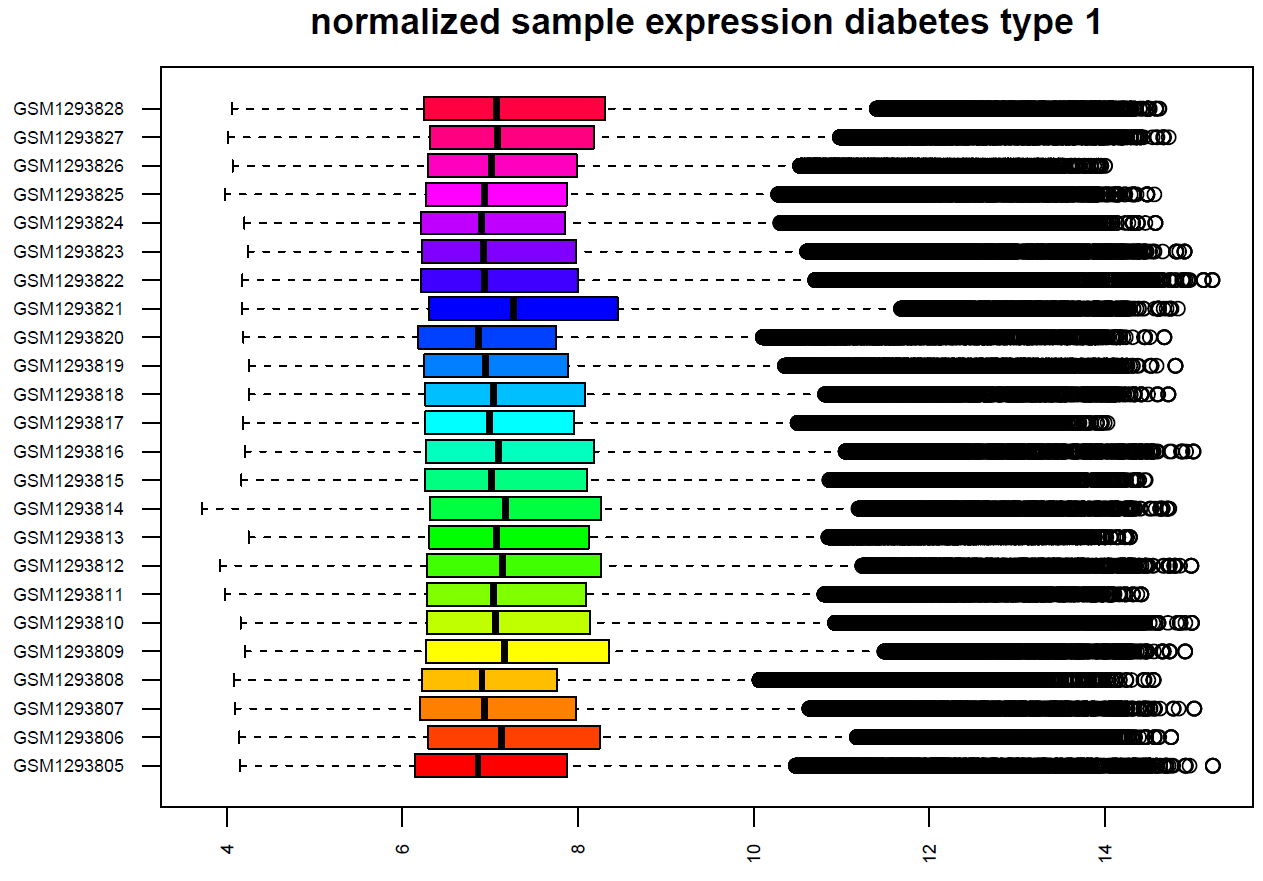 normalized sample expression diabetes type 1
GSM1293828
GSM1293827
GSM1293826
GSM1293825
GSM1293824
GSM1293823
GSM1293822
GSM1293821
GSM1293820
GSM1293819
GSM1293818
GSM1293817
GSM1293816
GSM1293815
GSM1293814
GSM1293813
GSM1293812
GSM1293811
GSM1293810
GSM1293809
GSM1293808
GSM1293807
GSM1293806
GSM1293805
4 6 8 10 12 14